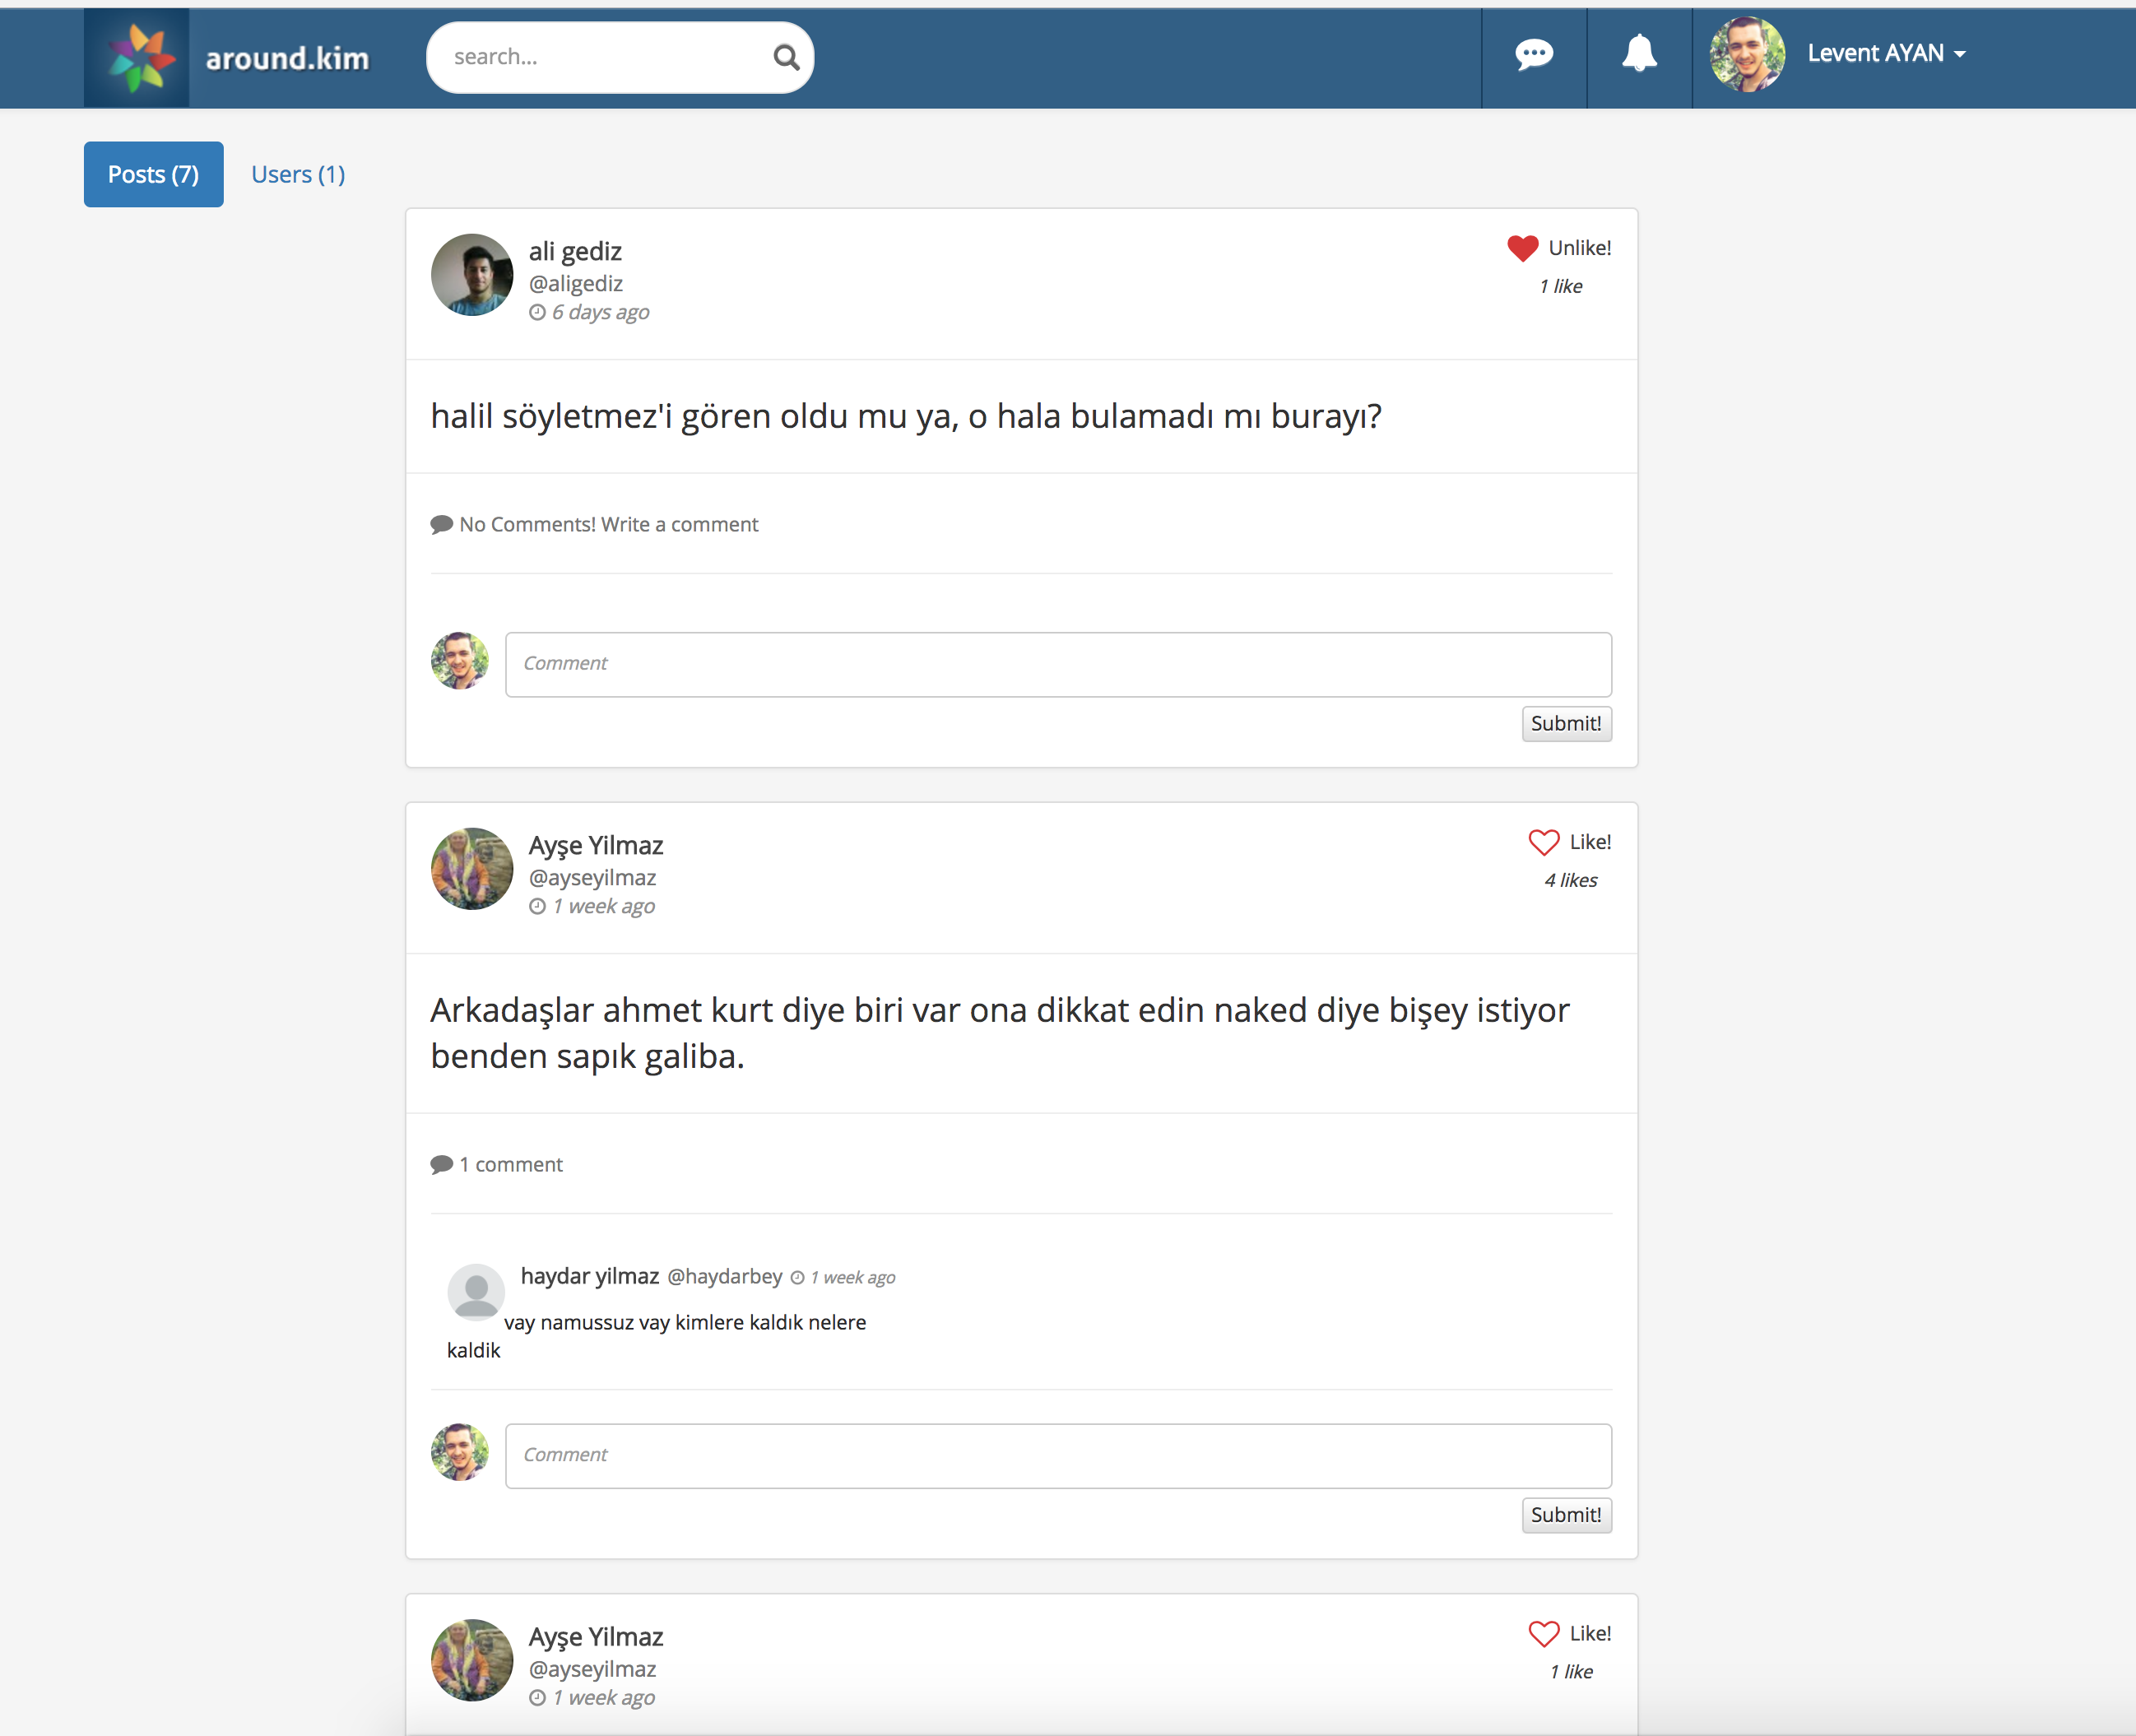 around.kim
search...
Levent AYAN
Posts (7)
Users (1)
ali gediz
@aligediz
6 days ago
Unlike!
1 like
halil söyletmez'i gören oldu mu ya, o hala bulamadı mı burayı?
No Comments! Write a comment
Comment
Submit!
Ayşe Yilmaz
@ayseyilmaz
1 week ago
Like!
4 likes
Arkadaşlar ahmet kurt diye biri var ona dikkat edin naked diye bişey istiyor
benden sapık galiba.
1 comment
haydar yilmaz @haydarbey 1 week ago
vay namussuz vay kimlere kaldık nelere
kaldik
Comment
Submit!
Ayşe Yilmaz
@ayseyilmaz
1 week ago
Like!
1 like